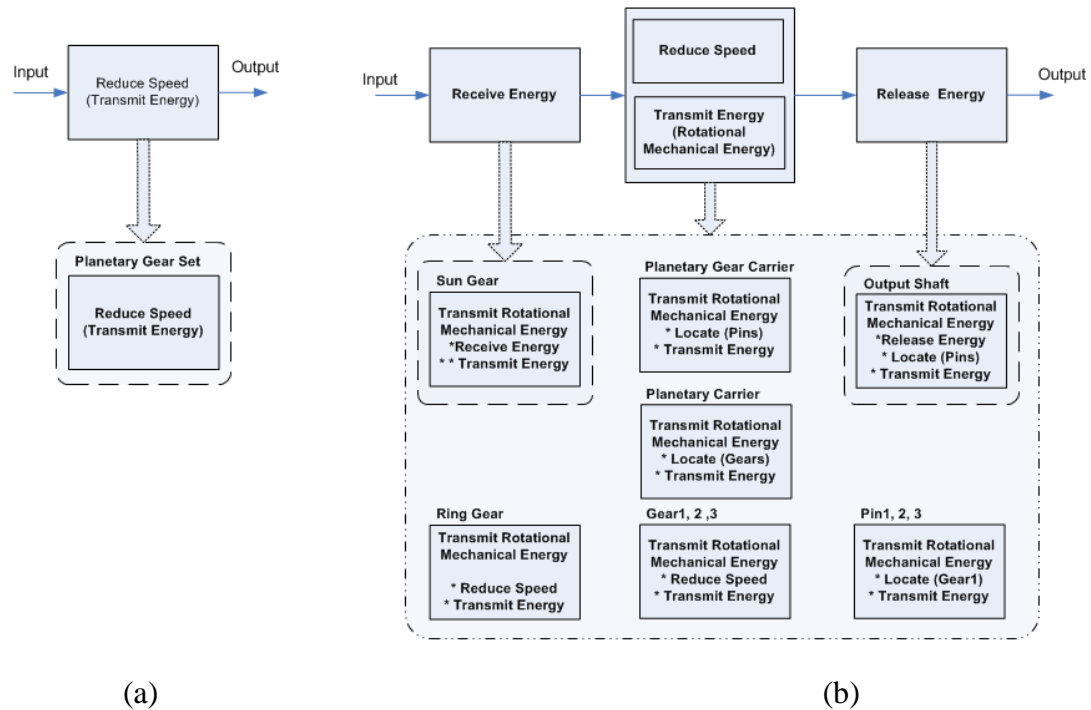 Input
Reduce Speed
(Transmit Energy)
Output
Planetary Gear Set
Reduce Speed
(Transmit Energy)
(a)
Input
Receive Energy
Reduce Speed
Transmit Energy
(Rotational
Mechanical Energy)
Release Energy
Output
Sun Gear
Transmit Rotational
Mechanical Energy
*Receive Energy
* * Transmit Energy
Planetary Gear Carrier
Transmit Rotational
Mechanical Energy
* Locate (Pins)
* Transmit Energy
Output Shaft
Transmit Rotational
Mechanical Energy
*Release Energy
* Locate (Pins)
* Transmit Energy
Planetary Carrier
Transmit Rotational
Mechanical Energy
* Locate (Gears)
* Transmit Energy
Ring Gear
Transmit Rotational
Mechanical Energy
* Reduce Speed
* Transmit Energy
Gear1, 2 ,3
Transmit Rotational
Mechanical Energy
* Reduce Speed
* Transmit Energy
Pin1, 2, 3
Transmit Rotational
Mechanical Energy
* Locate (Gear1)
* Transmit Energy
(b)